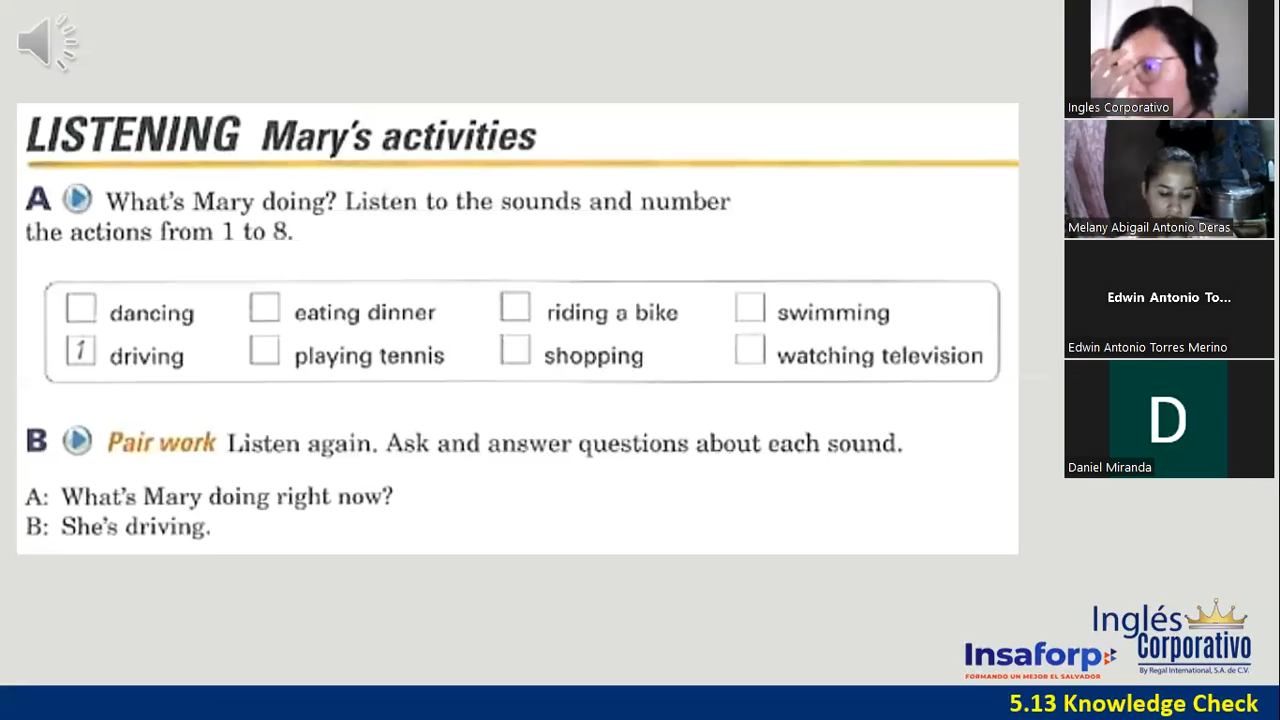 LISTENING Mary's activities
A What's Mary doing? Listen to the sounds and number
the actions from 1 to 8.
dancing eating dinner riding a bike swimming
1 driving playing tennis shopping watching television
B Pair work Listen again. Ask and answer questions about each sound.
A: What's Mary doing right now?
B: She's driving.
Ingles Corporativo
Melany Abigail Antonio Deras
Edwin Antonio To...
Edwin Antonio Torres Merino
D
Daniel Miranda
Insaforp
FORMANDO UN MEJOR EL SALVADOR
Inglés
Corporativo
By Regal International, S.A. de C.V.
5.13 Knowledge Check